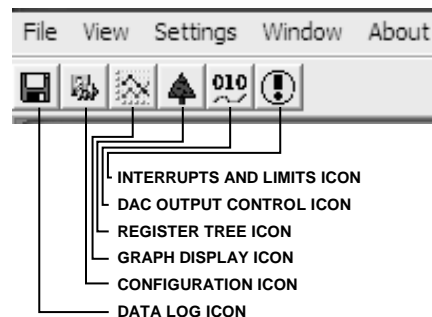 File View Settings Window About
010
INTERRUPTS AND LIMITS ICON
DAC OUTPUT CONTROL ICON
REGISTER TREE ICON
GRAPH DISPLAY ICON
CONFIGURATION ICON
DATA LOG ICON